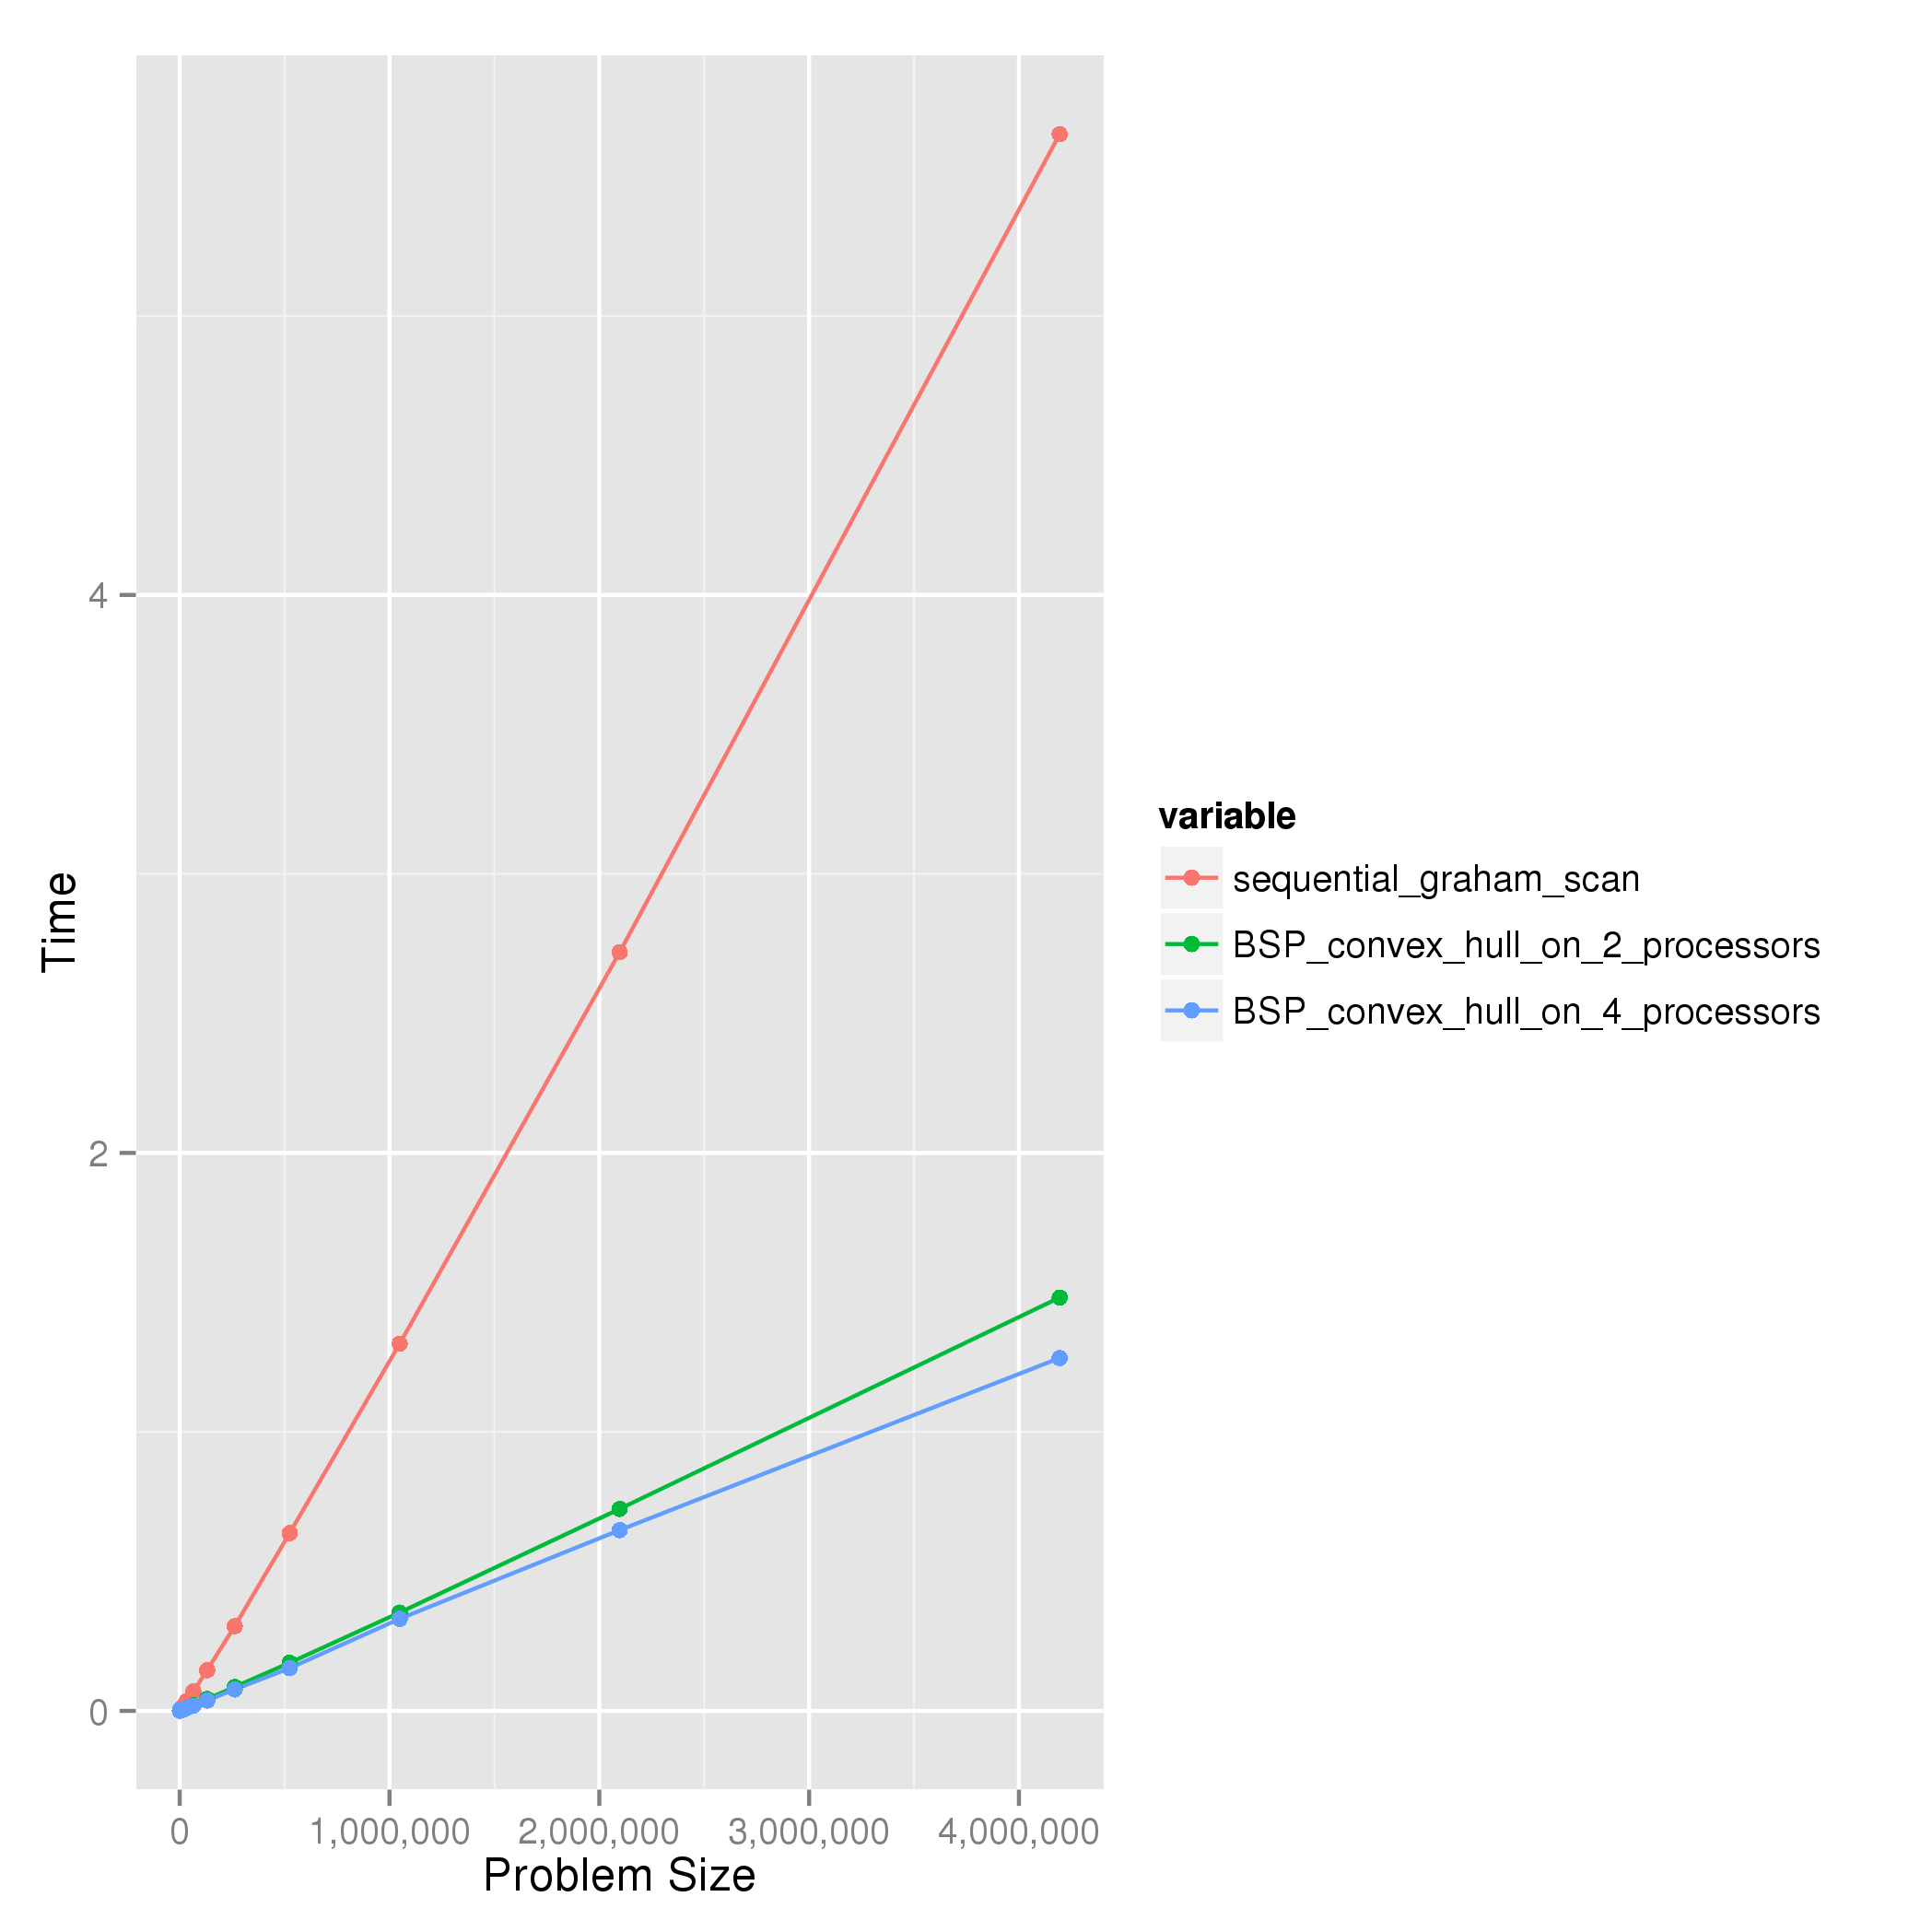 4
2
0
Time
0
1,000,000
2,000,000
3,000,000
4,000,000
Problem Size
variable
sequential_graham_scan
BSP_convex_hull_on_2_processors
BSP_convex_hull_on_4_processors